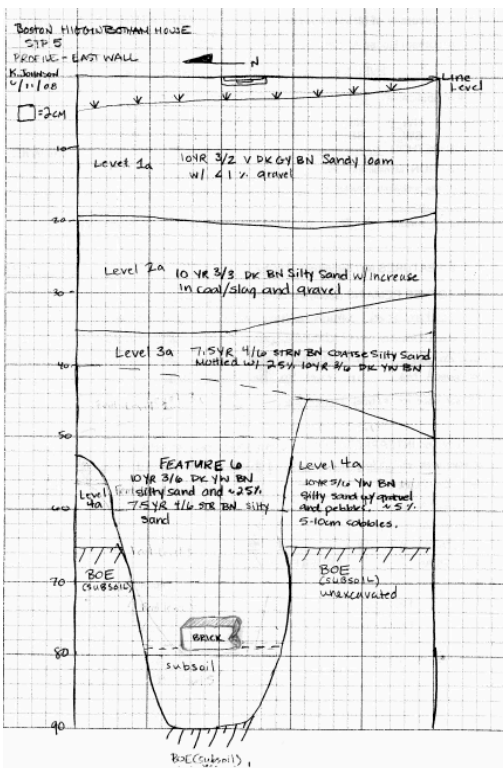 BOSTON HIGGINBOTHAM HOUSE
STP. 5
PROFILE - EAST WALL
K. JOHNSON
=2CM
N
Line
Level
10
Level 1a
10YR 3/2 V DK GY BN Sandy loam
w/ <1% gravel
20
Level 2a
10 YR 3/3 DK BN Silty Sand w/ increase
in coal/slag and gravel
30
Level 3a
7.5YR 4/6 STRN BN COARSE Silty Sand
Mottled w/ 25% 10YR 3/6 DK YW BN
40
50
FEATURE 6
10YR 3/6 DK YW BN
silty sand and ~25%
7.5 YR 4/6 STR BN silty
sand
Level 4a
10YR 5/6 YW BN
Silty sand w/ gravel
and pebbles. ~5%
5-10cm cobbles.
Level
4a
60
BOE
(SUBSOIL)
BOE
(SUBSOIL)
unexcavated
70
BRICK
80
subsoil
90
BOE(subsoil)